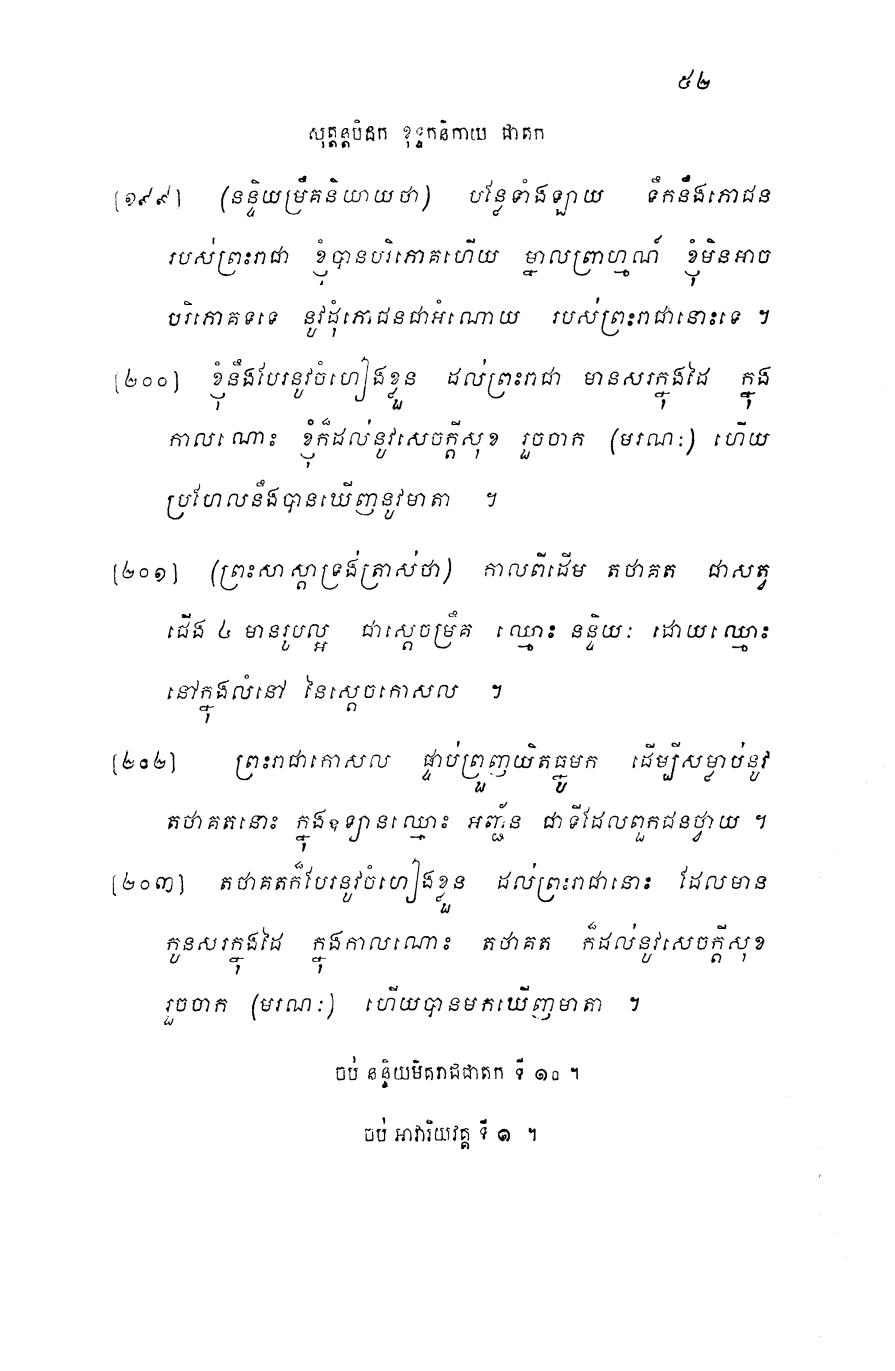 ៥២
សុត្តន្តបិដក ខុទ្ទកនិកាយ ជាតក
[១៩៩] (នន្ទិយម្រឹគនិយាយថា) បន្លែទាំងឡាយ ទឹកនឹងភោជន
របស់ព្រះរាជា ខ្ញុំបានបរិភោគហើយ ម្នាលព្រាហ្មណ៍ ខ្ញុំមិនអាច
បរិភោគទទេ នូវដុំភោជនជាអំណោយ របស់ព្រះរាជានោះទេ ។
[២០០] ខ្ញុំនឹងបែរនូវចំហៀងខ្លួន ដល់ព្រះរាជា មានសរក្នុងដៃ ក្នុង
កាលណោះ ខ្ញុំក៏ដល់នូវសេចក្តីសុខ រួចចាក (មរណៈ) ហើយ
ប្រហែលនឹងបានឃើញនូវមាតា ។
[២០១] (ព្រះសាស្តាទ្រង់ត្រាស់ថា) កាលពីដើម តថាគត ជាសត្វ
ជើង ៤ មានរូបល្អ ជាស្តេចម្រឹគ ឈ្មោះ នន្ទិយៈ ដោយឈ្មោះ
នៅក្នុងលំនៅ នៃស្តេចកោសល ។
[២០២] ព្រះរាជាកោសល ផ្ទាប់ព្រួញយិតធ្នូមក ដើម្បីសម្លាប់នូវ
តថាគតនោះ ក្នុងឧទ្យានឈ្មោះ អញ្ជ័ន ជាទីដែលពួកជនថ្វាយ ។
[២០៣] តថាគតក៏បែរនូវចំហៀងខ្លួន ដល់ព្រះរាជានោះ ដែលមាន
កូនសរក្នុងដៃ ក្នុងកាលណោះ តថាគត ក៏ដល់នូវសេចក្តីសុខ
រួចចាក (មរណៈ) ហើយបានមកឃើញមាតា ។
ចប់ នន្ទិយមិគរាជជាតក ទី ១០ ។
ចប់ អាវារិយវគ្គ ទី ១ ។